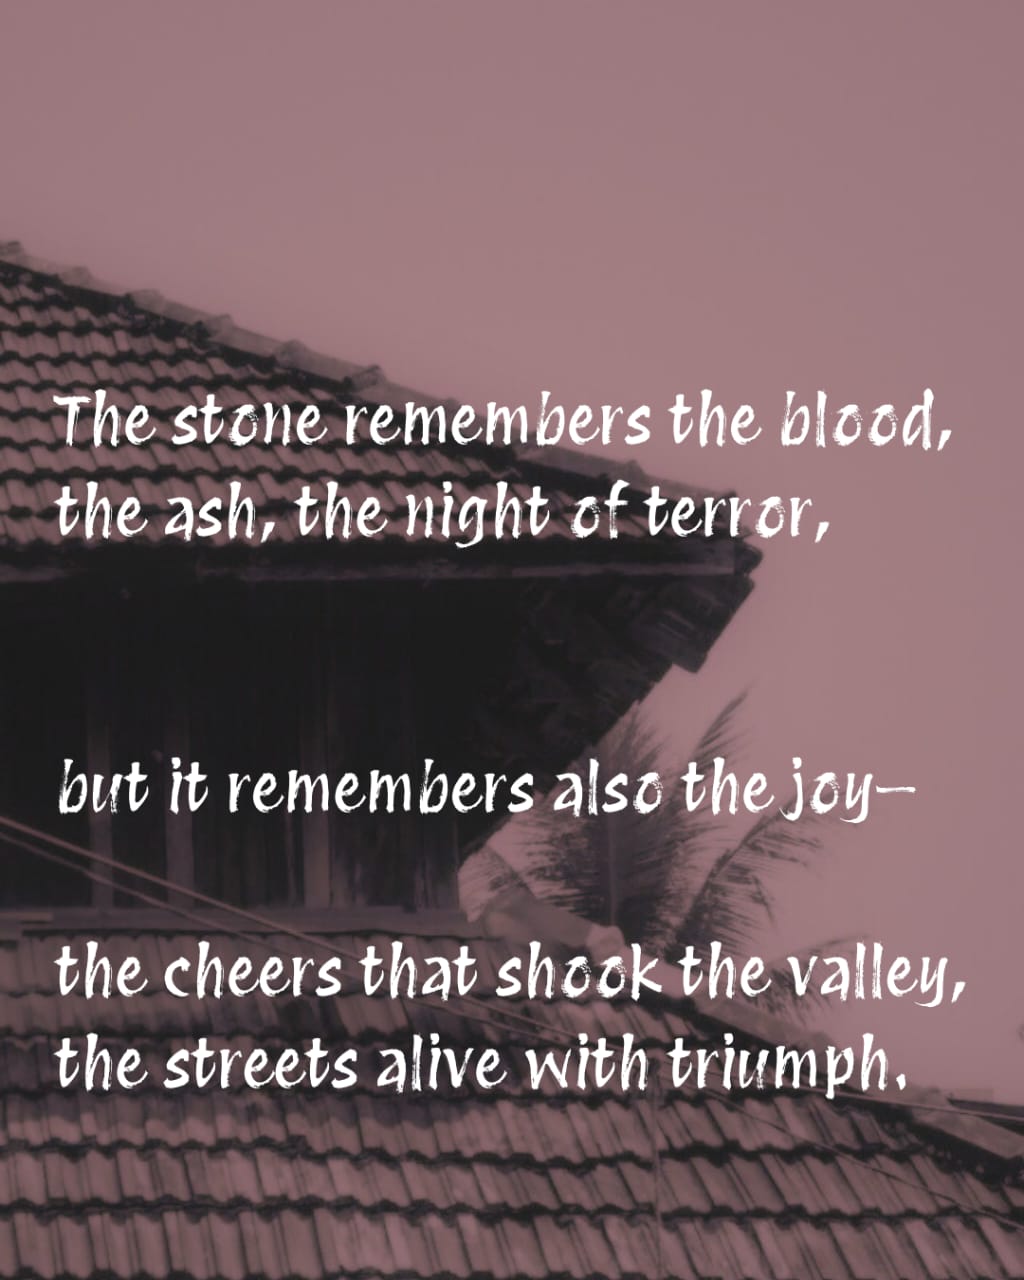 The stone remembers the blood,
the ash, the night of terror,
but it remembers also the joy—
the cheers that shook the valley,
the streets alive with triumph.